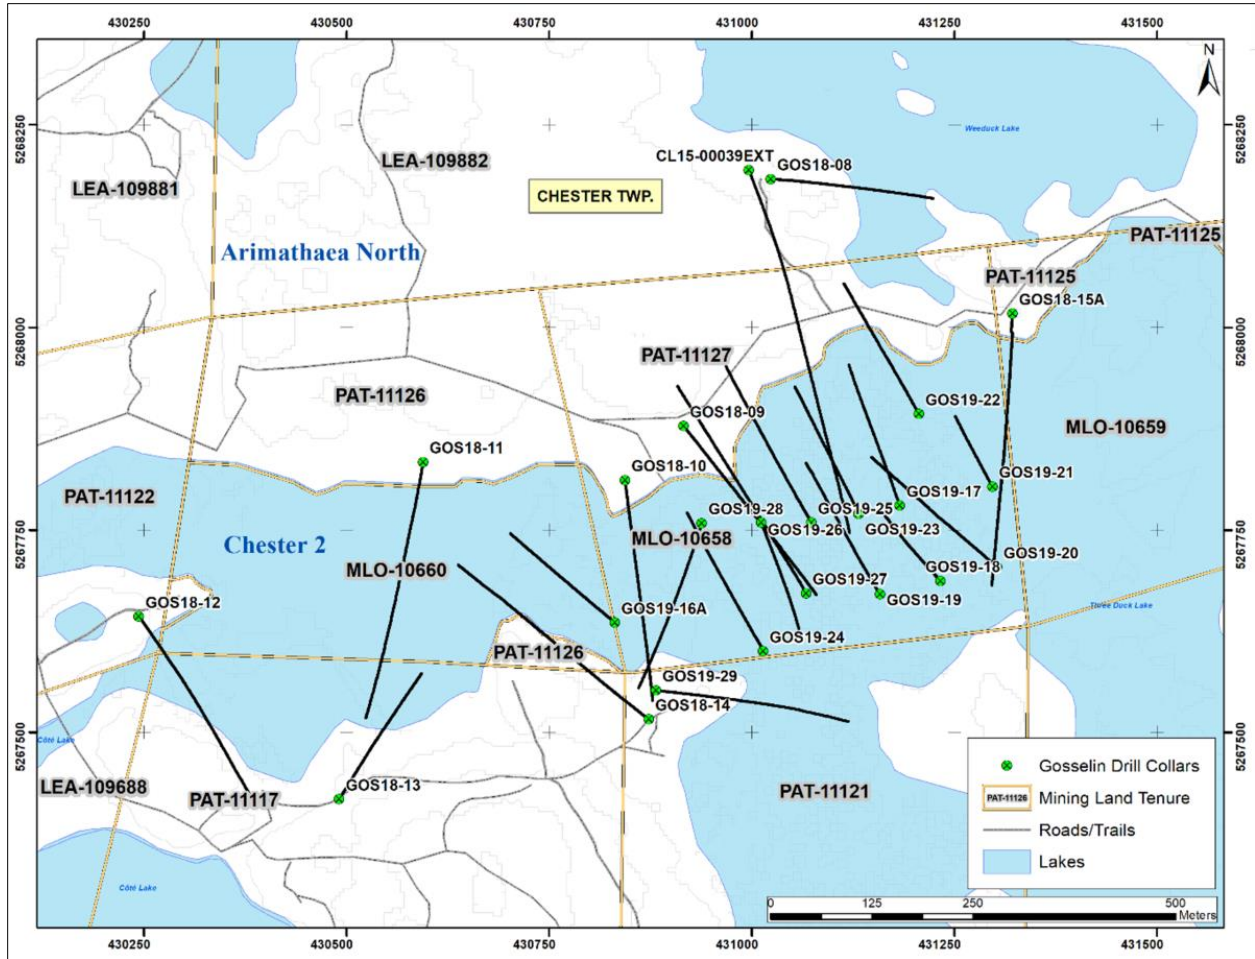 430250 430500 430750 431000 431250 431500
N
5268250 5268250
Weeduck Lake
CL15-00039EXT GOS18-08
LEA-109882
LEA-109881
CHESTER TWP.
PAT-11125
Arimathaea North
PAT-11125
GOS18-15A
5268000 5268000
PAT-11127
PAT-11126
GOS18-09 GOS19-22
MLO-10659
GOS18-11
GOS18-10
GOS19-21
PAT-11122
GOS19-17
GOS19-28 GOS19-25
GOS19-26 GOS19-23
5267750 5267750
MLO-10658
Chester 2
GOS19-20
MLO-10660
GOS19-18
GOS19-27
GOS19-19
GOS18-12
GOS19-16A
Three Duck Lake
GOS19-24
PAT-11126
GOS19-29
GOS18-14
5267500 5267500
Côté Lake
LEA-109688
GOS18-13
PAT-11117
PAT-11121
Côté Lake
Gosselin Drill Collars
PAT-11126 Mining Land Tenure
Roads/Trails
Lakes
0 125 250 500
Meters
430250 430500 430750 431000 431250 431500